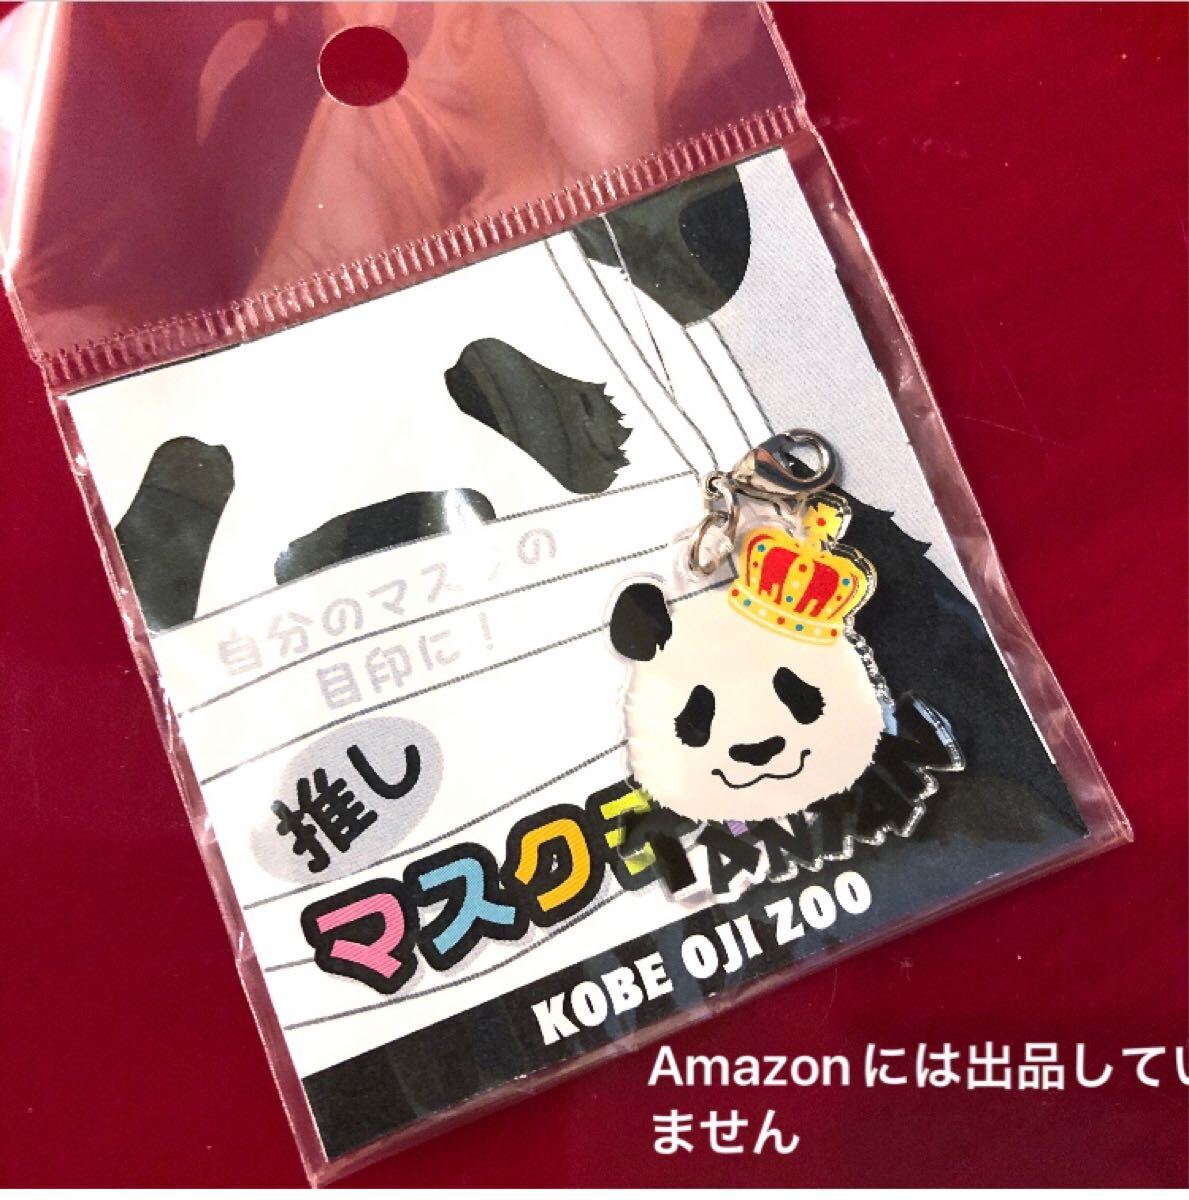 自分のマスクの
目印に!
推し
マスク
TANTAN
KOBE OJI ZOO
Amazonには出品してい
ません